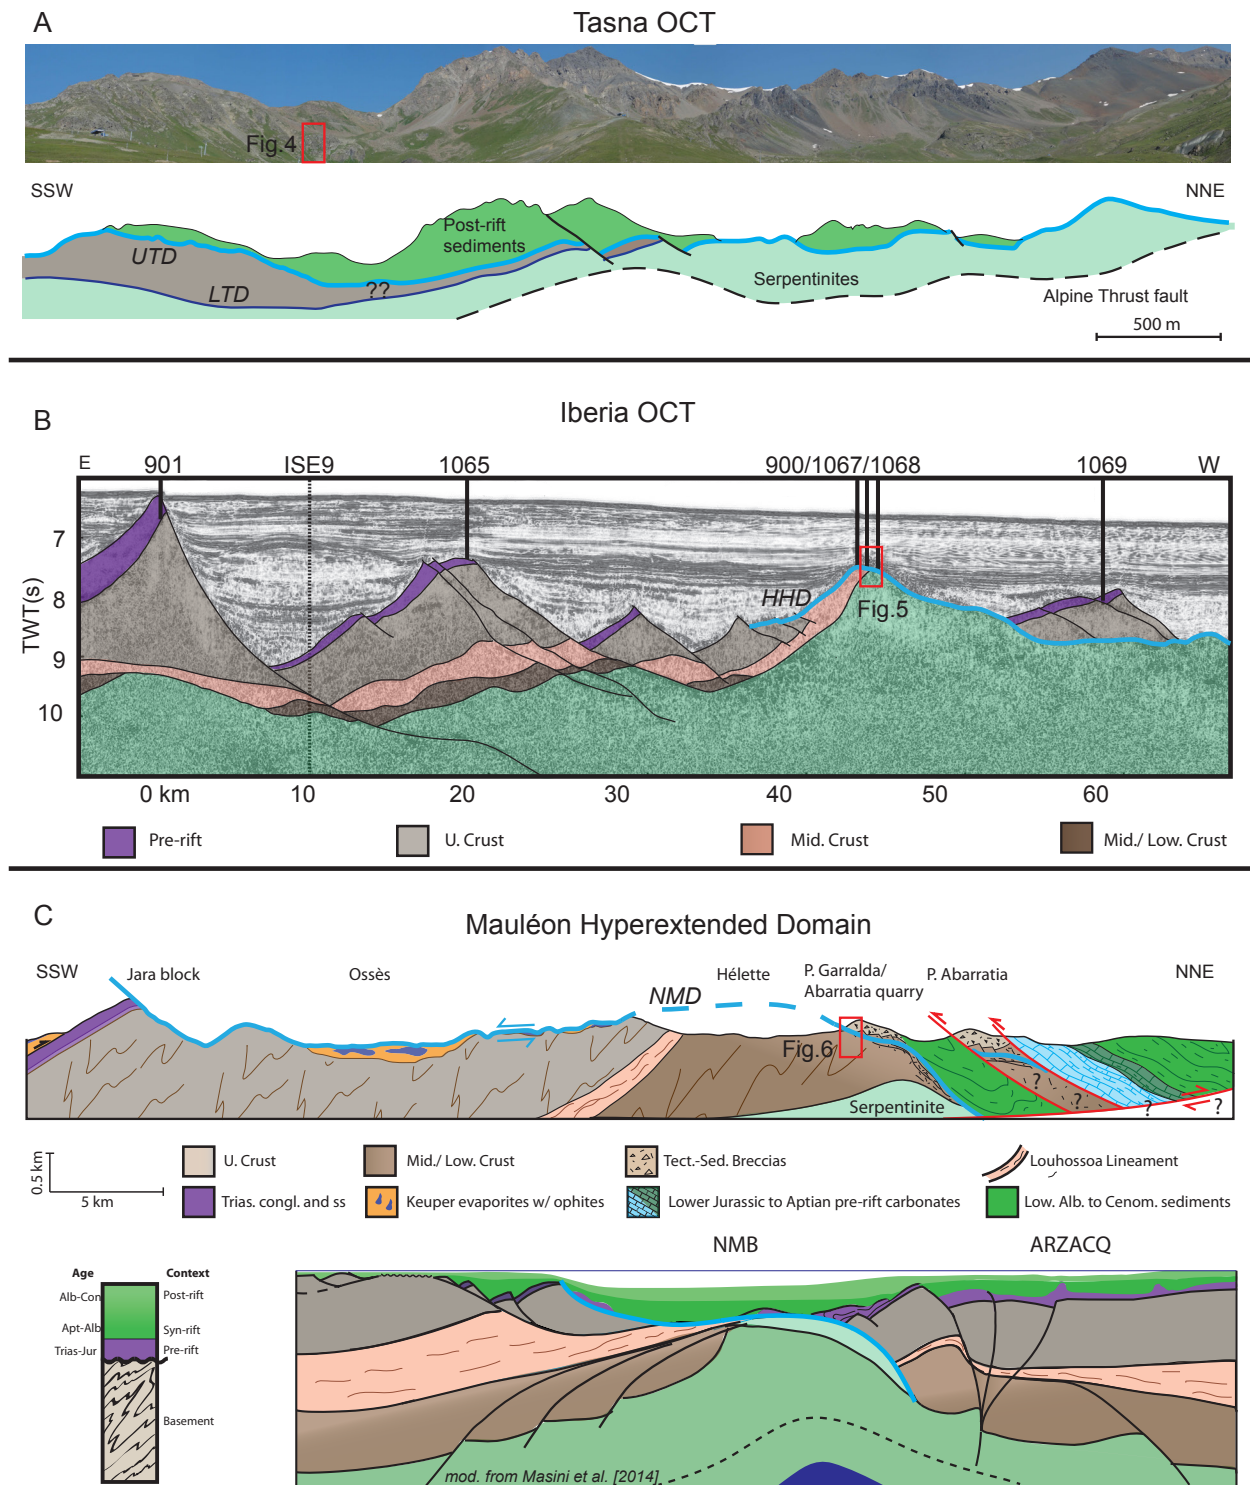 A
Tasna OCT
Fig.4
SSW
NNE
Post-rift
sediments
UTD
LTD
??
Serpentinites
Alpine Thrust fault
500 m
B
Iberia OCT
E
901
ISE9
1065
900/1067/1068
1069
W
TWT(s)
7
8
9
10
HHD
Fig.5
0 km
10
20
30
40
50
60
Pre-rift
U. Crust
Mid. Crust
Mid./ Low. Crust
C
Mauléon Hyperextended Domain
SSW
Jara block
Ossès
NMD
Hélette
P. Garralda/
Abarratia quarry
P. Abarratia
NNE
Fig.6
Serpentinite
?
?
?
?
0.5 km
5 km
U. Crust
Mid./ Low. Crust
Tect.-Sed. Breccias
Louhossoa Lineament
Trias. congl. and ss
Keuper evaporites w/ ophites
Lower Jurassic to Aptian pre-rift carbonates
Low. Alb. to Cenom. sediments
NMB
ARZACQ
Age
Context
Alb-Con
Post-rift
Apt-Alb
Syn-rift
Trias-Jur
Pre-rift
Basement
mod. from Masini et al. [2014]